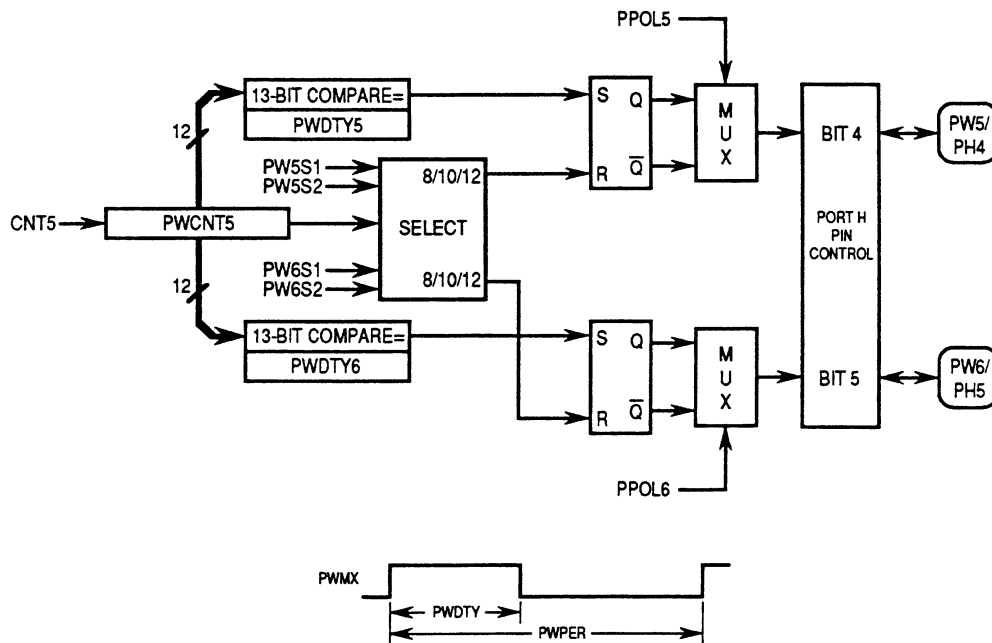 PPOL5
13-BIT COMPARE=
PWDTY5
12
S Q
R Q̅
M
U
X
BIT 4
PW5/
PH4
PW5S1
PW5S2
8/10/12
CNT5
PWCNT5
SELECT
PORT H
PIN
CONTROL
PW6S1
PW6S2
8/10/12
12
13-BIT COMPARE=
PWDTY6
S Q
R Q̅
M
U
X
BIT 5
PW6/
PH5
PPOL6
PWMX
PWDTY
PWPER